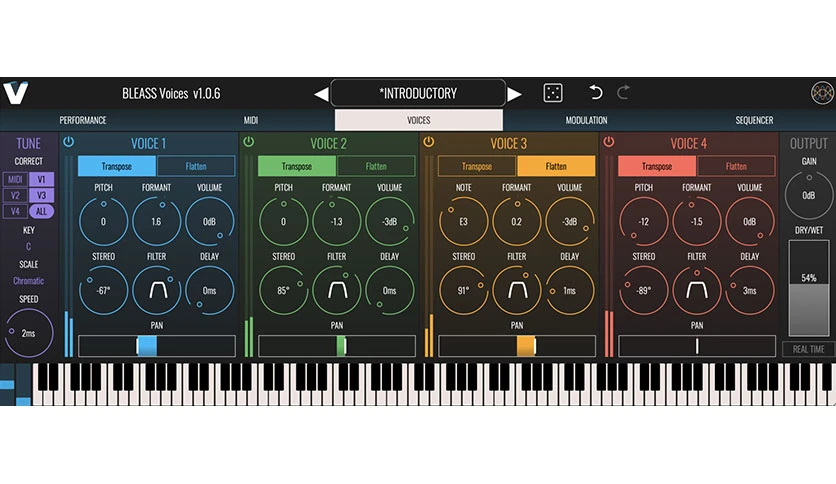 V BLEASS Voices v1.0.6 *INTRODUCTORY
PERFORMANCE MIDI VOICES MODULATION SEQUENCER
TUNE VOICE 1 VOICE 2 VOICE 3 VOICE 4 OUTPUT
CORRECT Transpose Flatten Transpose Flatten Transpose Flatten Transpose Flatten GAIN
MIDI V1 PITCH FORMANT VOLUME PITCH FORMANT VOLUME NOTE FORMANT VOLUME PITCH FORMANT VOLUME
V2 V3 0 1.6 0dB 0 -1.3 -3dB E3 0.2 -3dB -12 -1.5 0dB 0dB
V4 ALL
KEY DRY/WET
C
SCALE STEREO FILTER DELAY STEREO FILTER DELAY STEREO FILTER DELAY STEREO FILTER DELAY
Chromatic -67° 0ms 85° 0ms 91° 1ms -89° 3ms 54%
SPEED
2ms PAN PAN PAN PAN
REAL TIME